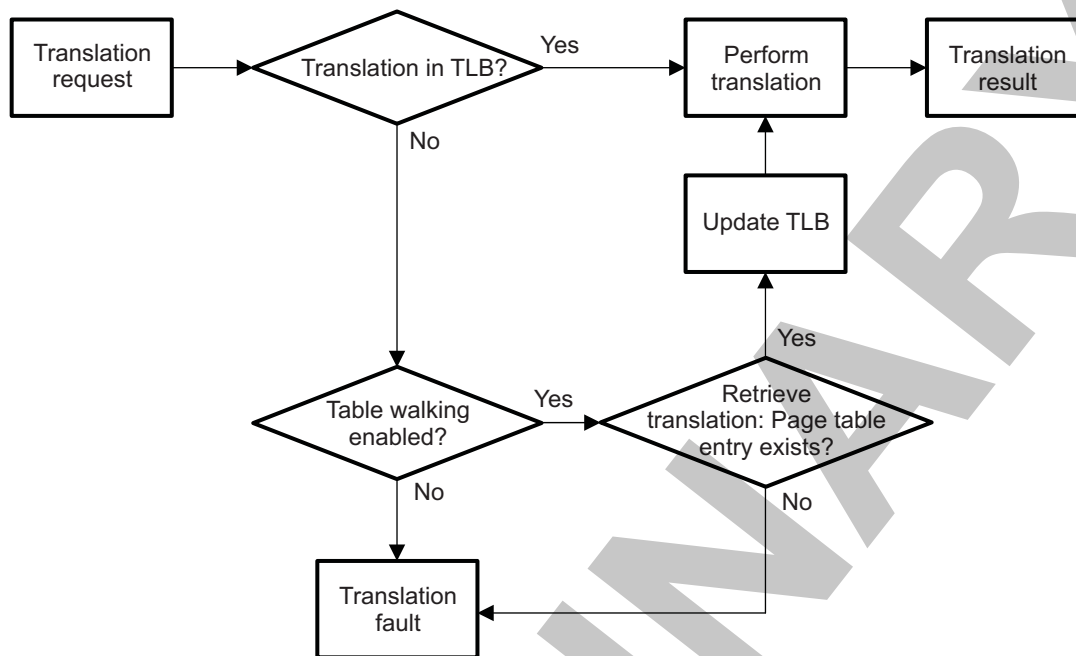 Translation
request
Translation in TLB?
Yes
Perform
translation
Translation
result
No
Update TLB
Yes
Table walking
enabled?
Yes
Retrieve
translation: Page table
entry exists?
No
No
Translation
fault
INAR